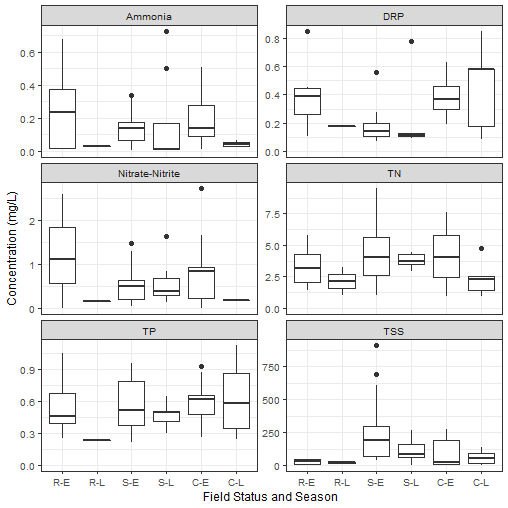 Ammonia DRP
0.6 0.8
0.4 0.6
0.2 0.4
0.0 0.2
0.0
Nitrate-Nitrite TN
2 7.5
1 5.0
0 2.5
0.0
TP TSS
0.9 750
0.6 500
0.3 250
0.0 0
R-E R-L S-E S-L C-E C-L R-E R-L S-E S-L C-E C-L
Field Status and Season
Concentration (mg/L)